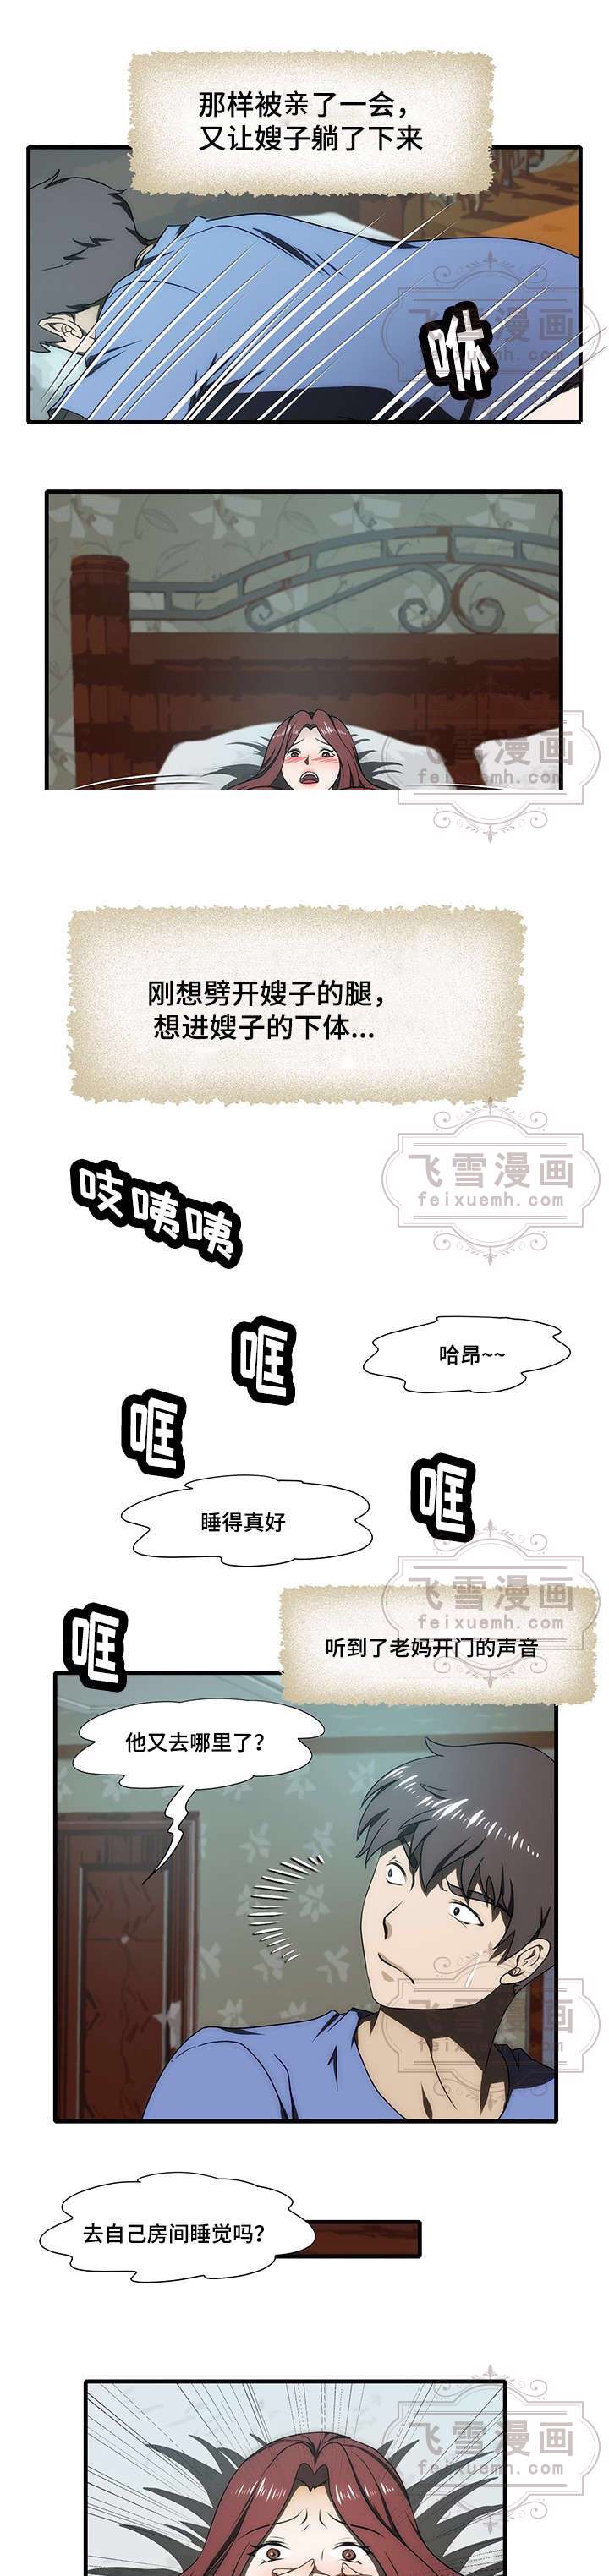 那样被亲了一会，
又让嫂子躺了下来
飞雪漫画
feixuemh.com
咻
飞雪漫画
feixuemh.com
刚想劈开嫂子的腿，
想进嫂子的下体...
飞雪漫画
feixuemh.com
吱咦咦
哐
哈昂~~
哐
哐
睡得真好
飞雪漫画
feixuemh.com
哐
听到了老妈开门的声音
他又去哪里了？
飞雪漫画
feixuemh.com
去自己房间睡觉吗？
飞雪漫画
feixuemh.com